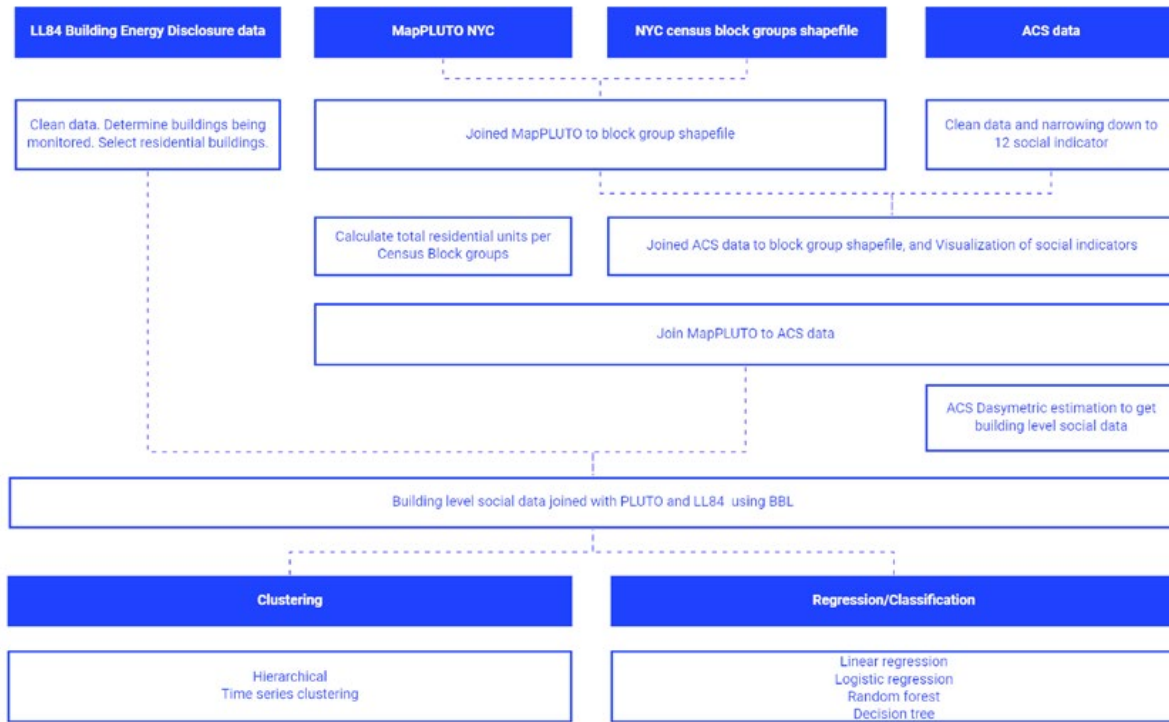 LL84 Building Energy Disclosure data
MapPLUTO NYC
NYC census block groups shapefile
ACS data
Clean data. Determine buildings being
monitored. Select residential buildings.
Joined MapPLUTO to block group shapefile
Clean data and narrowing down to
12 social indicator
Calculate total residential units per
Census Block groups
Joined ACS data to block group shapefile, and Visualization of social indicators
Join MapPLUTO to ACS data
ACS Dasymetric estimation to get
building level social data
Building level social data joined with PLUTO and LL84 using BBL
Clustering
Regression/Classification
Hierarchical
Time series clustering
Linear regression
Logistic regression
Random forest
Decision tree